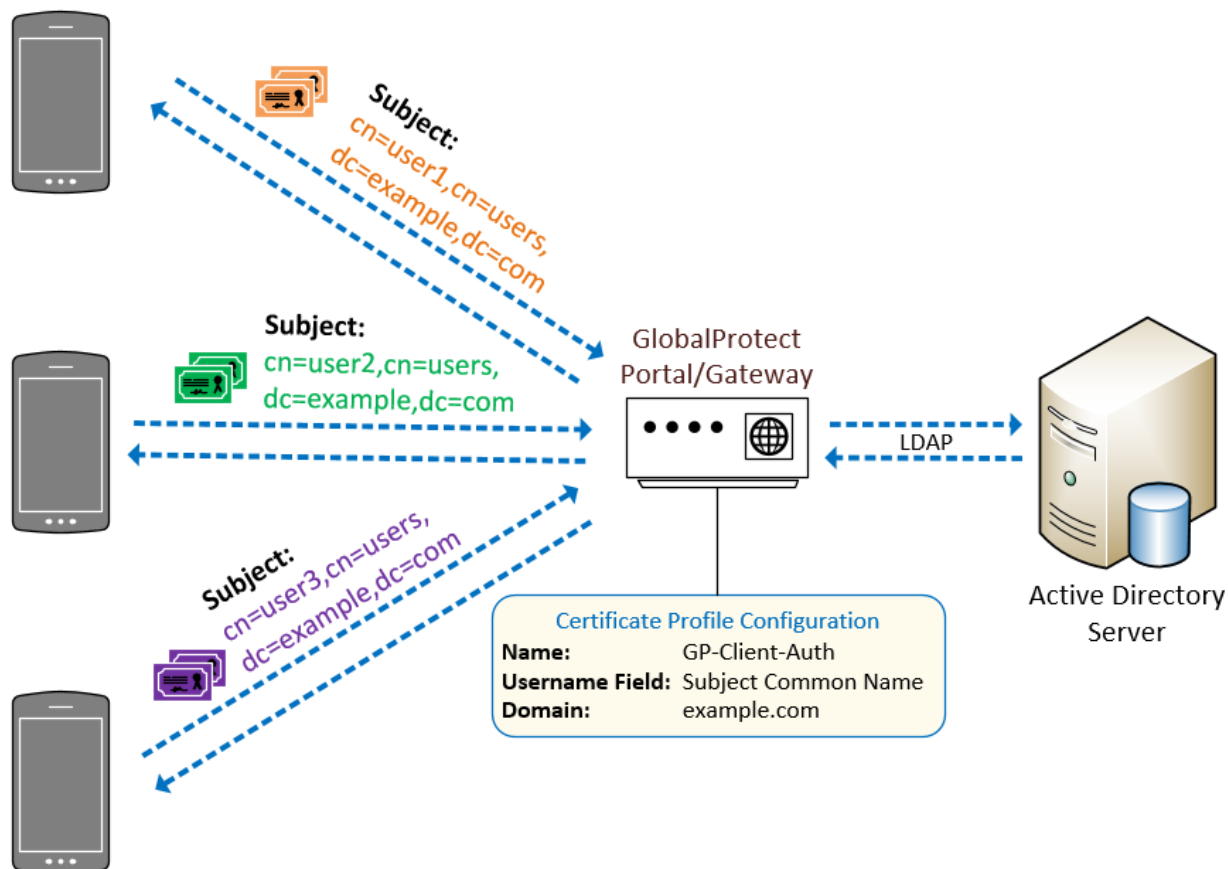 Subject:
cn=user1,cn=users,
dc=example,dc=com
Subject:
cn=user2,cn=users,
dc=example,dc=com
Subject:
cn=user3,cn=users,
dc=example,dc=com
GlobalProtect
Portal/Gateway
LDAP
Active Directory
Server
Certificate Profile Configuration
Name: GP-Client-Auth
Username Field: Subject Common Name
Domain: example.com